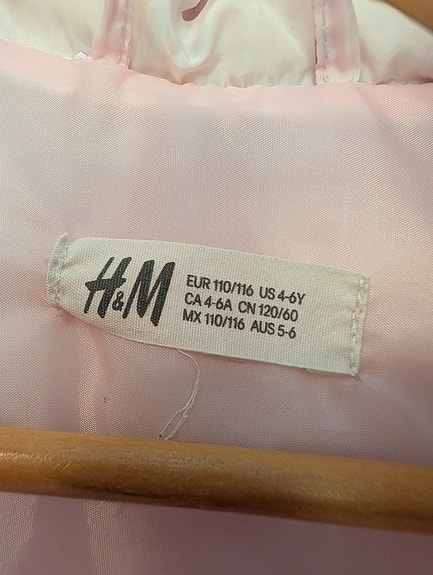 H&M
EUR 110/116 US 4-6Y
CA 4-6A CN 120/60
MX 110/116 AUS 5-6